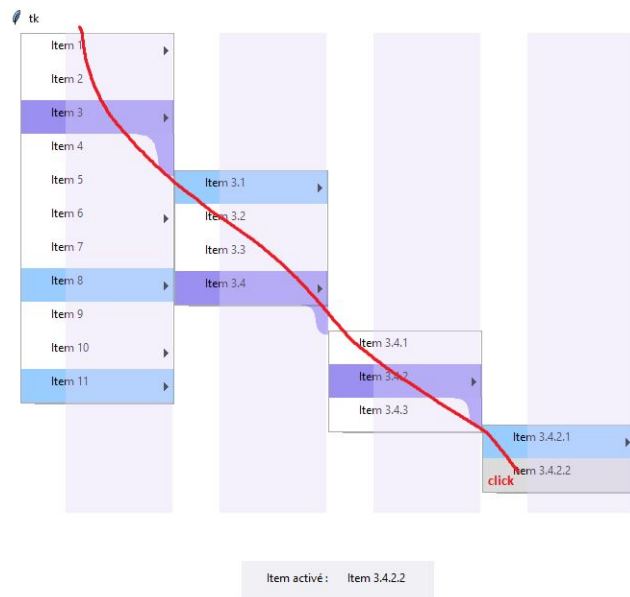 tk
Item 1
Item 2
Item 3
Item 4
Item 5
Item 6
Item 7
Item 8
Item 9
Item 10
Item 11
Item 3.1
Item 3.2
Item 3.3
Item 3.4
Item 3.4.1
Item 3.4.2
Item 3.4.3
Item 3.4.2.1
Item 3.4.2.2
click
Item activé : Item 3.4.2.2